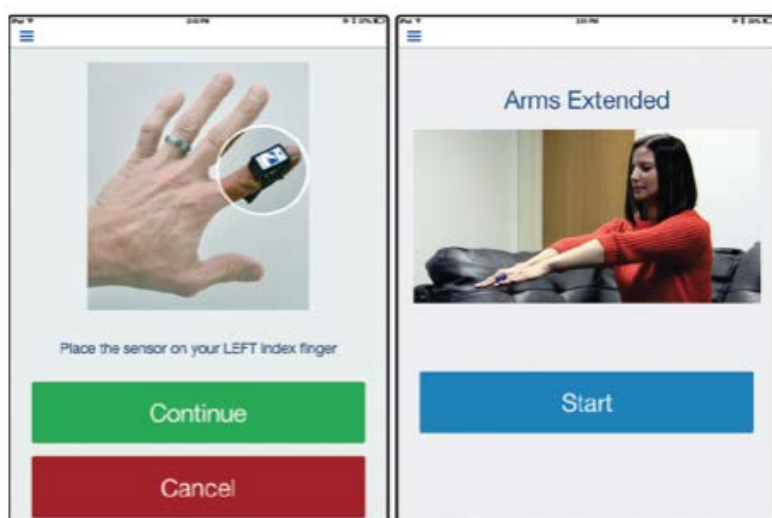 Place the sensor on your LEFT index finger
Continue
Cancel
Arms Extended
Start